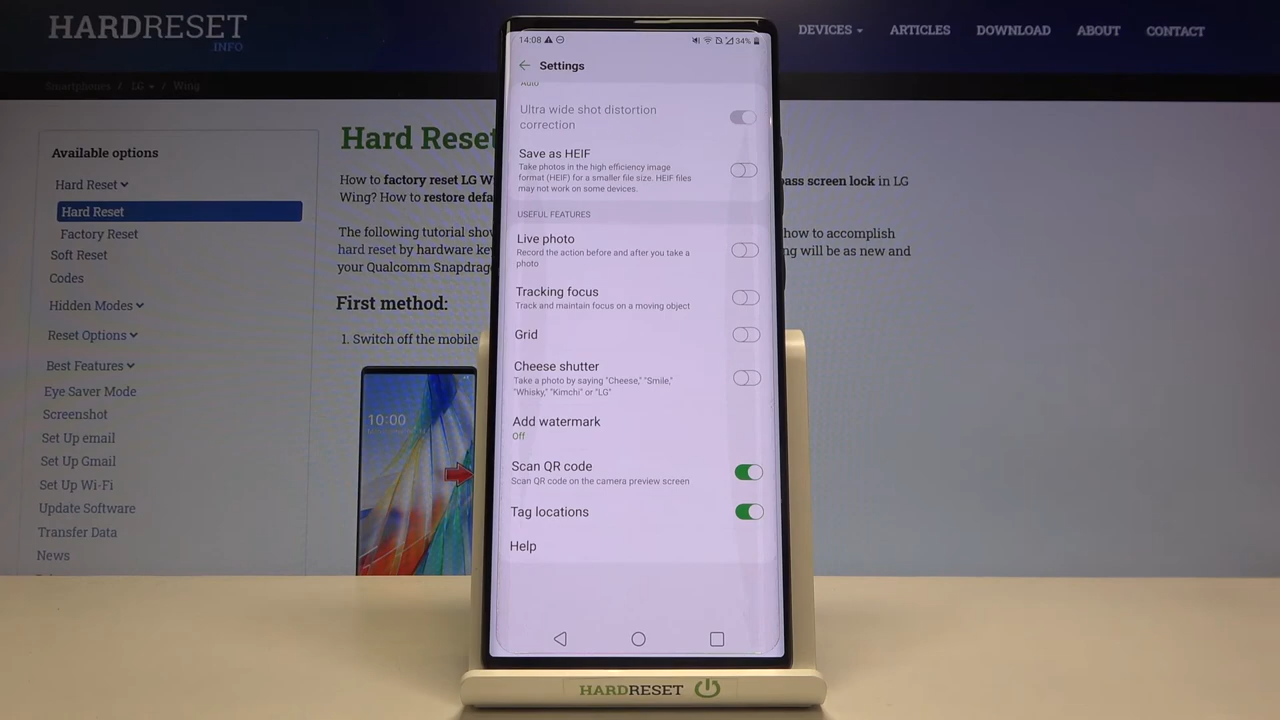 HARDRESET
.INFO
DEVICES
ARTICLES
DOWNLOAD
ABOUT
CONTACT
Smartphones / LG / Wing
Available options
Hard Reset
Hard Reset
Factory Reset
Soft Reset
Codes
Hidden Modes
Reset Options
Best Features
Eye Saver Mode
Screenshot
Set Up email
Set Up Gmail
Set Up Wi-Fi
Update Software
Transfer Data
News
Hard Reset
How to factory reset LG W
pass screen lock in LG
Wing? How to restore defa
The following tutorial show
how to accomplish
hard reset by hardware key
ng will be as new and
your Qualcomm Snapdrag
First method:
1. Switch off the mobile
10:00
14:08
34%
Settings
Auto
Ultra wide shot distortion
correction
Save as HEIF
Take photos in the high efficiency image
format (HEIF) for a smaller file size. HEIF files
may not work on some devices.
USEFUL FEATURES
Live photo
Record the action before and after you take a
photo
Tracking focus
Track and maintain focus on a moving object
Grid
Cheese shutter
Take a photo by saying "Cheese," "Smile,"
"Whisky," "Kimchi" or "LG"
Add watermark
Off
Scan QR code
Scan QR code on the camera preview screen
Tag locations
Help
HARDRESET